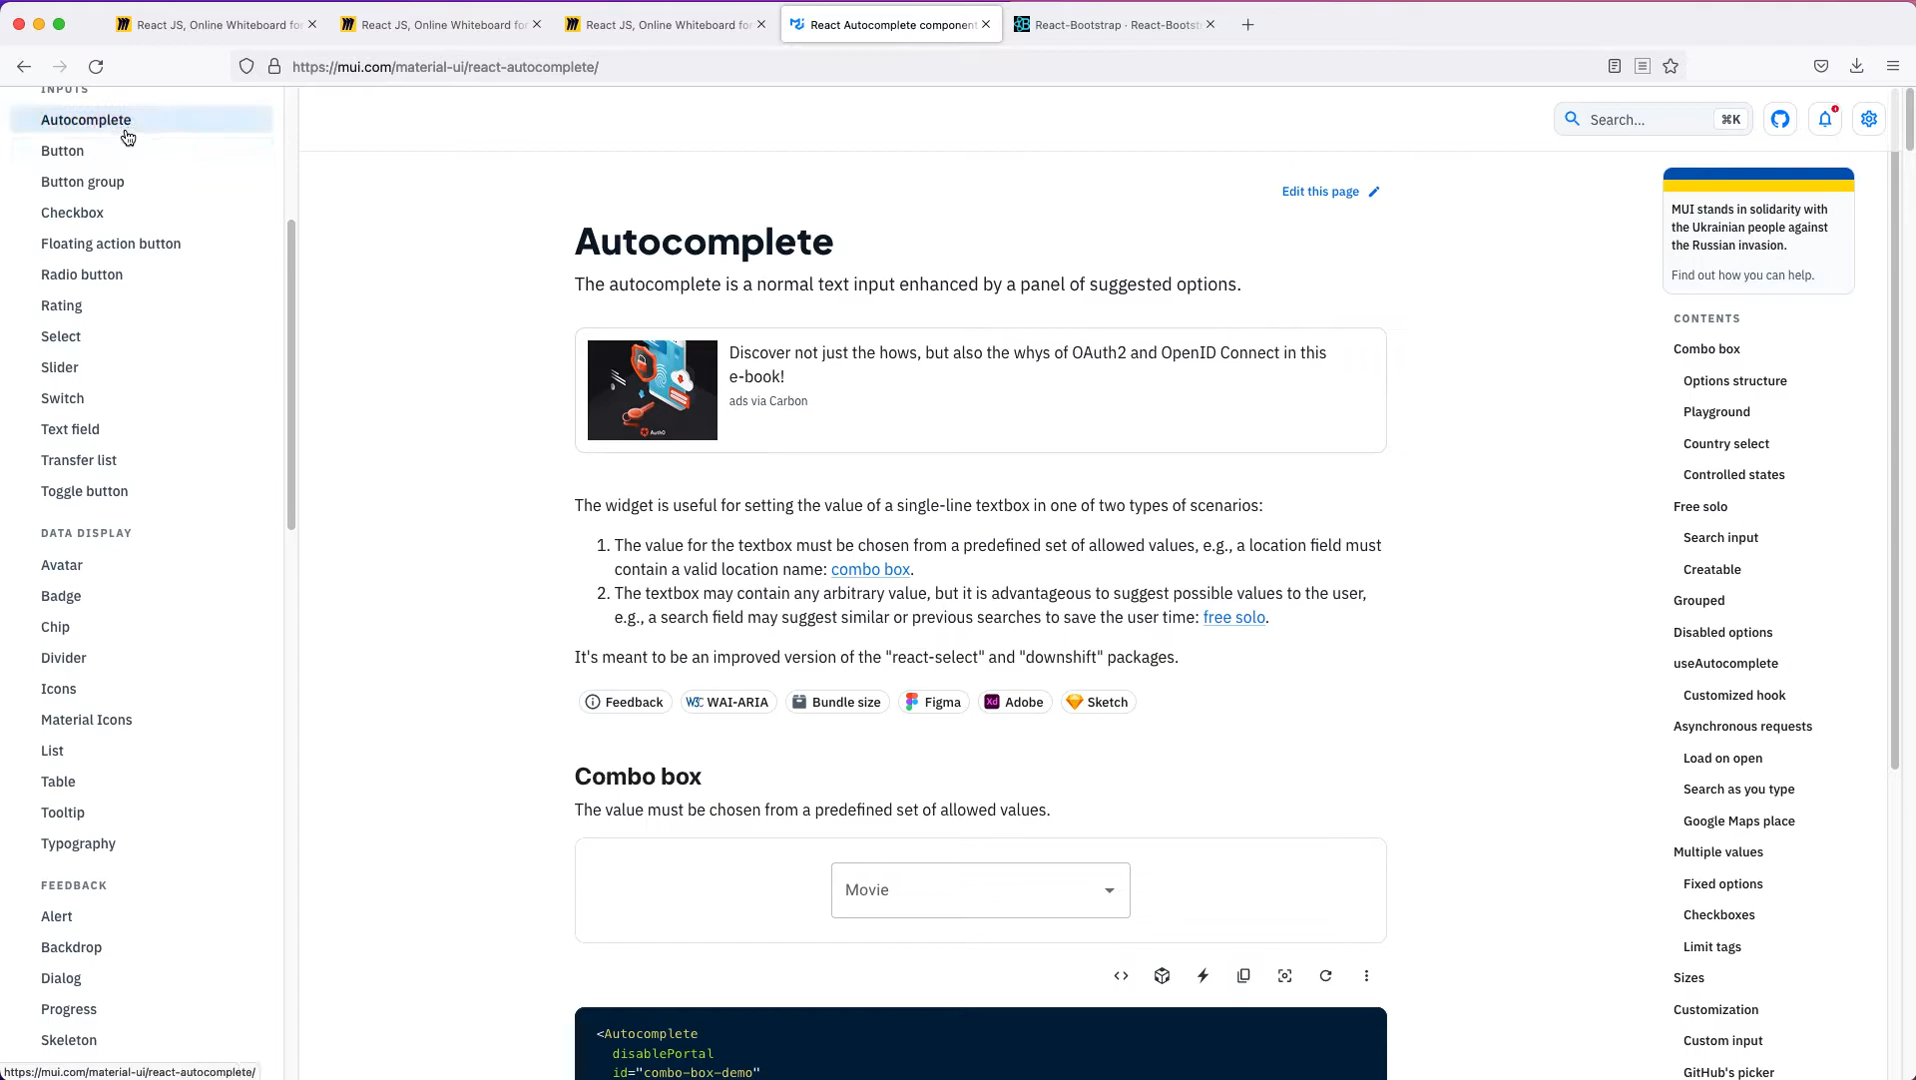 React JS, Online Whiteboard for
React JS, Online Whiteboard for
React JS, Online Whiteboard for
React Autocomplete component
React-Bootstrap · React-Bootst
https://mui.com/material-ui/react-autocomplete/
INPUTS
Autocomplete
Button
Button group
Checkbox
Floating action button
Radio button
Rating
Select
Slider
Switch
Text field
Transfer list
Toggle button
DATA DISPLAY
Avatar
Badge
Chip
Divider
Icons
Material Icons
List
Table
Tooltip
Typography
FEEDBACK
Alert
Backdrop
Dialog
Progress
Skeleton
https://mui.com/material-ui/react-autocomplete/
Search...
⌘K
Edit this page
Autocomplete
The autocomplete is a normal text input enhanced by a panel of suggested options.
Discover not just the hows, but also the whys of OAuth2 and OpenID Connect in this
e-book!
ads via Carbon
Auth0
The widget is useful for setting the value of a single-line textbox in one of two types of scenarios:
1. The value for the textbox must be chosen from a predefined set of allowed values, e.g., a location field must
contain a valid location name: combo box.
2. The textbox may contain any arbitrary value, but it is advantageous to suggest possible values to the user,
e.g., a search field may suggest similar or previous searches to save the user time: free solo.
It's meant to be an improved version of the "react-select" and "downshift" packages.
Feedback
W3C WAI-ARIA
Bundle size
Figma
Xd Adobe
Sketch
Combo box
The value must be chosen from a predefined set of allowed values.
Movie
<Autocomplete
disablePortal
id="combo-box-demo"
MUI stands in solidarity with
the Ukrainian people against
the Russian invasion.
Find out how you can help.
CONTENTS
Combo box
Options structure
Playground
Country select
Controlled states
Free solo
Search input
Creatable
Grouped
Disabled options
useAutocomplete
Customized hook
Asynchronous requests
Load on open
Search as you type
Google Maps place
Multiple values
Fixed options
Checkboxes
Limit tags
Sizes
Customization
Custom input
GitHub's picker